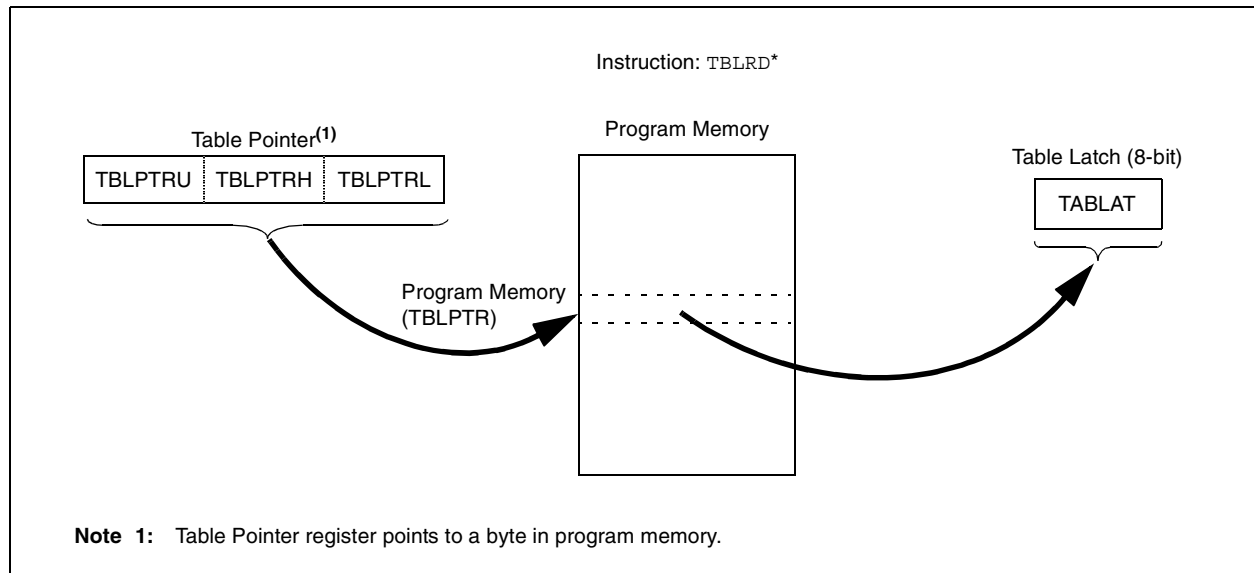 Instruction: TBLRD*
Table Pointer(1)
TBLPTRU TBLPTRH TBLPTRL
Program Memory
Table Latch (8-bit)
TABLAT
Program Memory
(TBLPTR)
Note 1: Table Pointer register points to a byte in program memory.